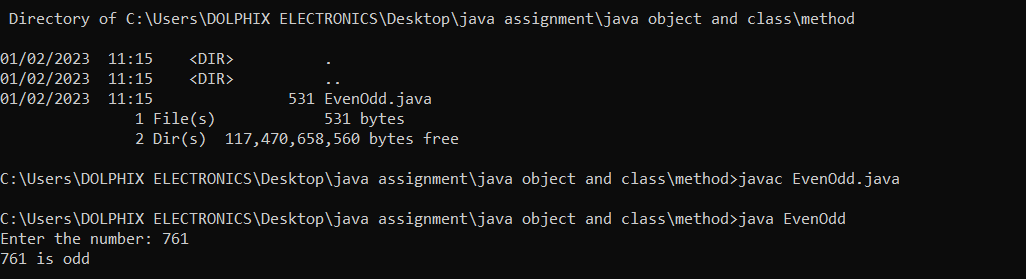 Directory of C:\Users\DOLPHIX ELECTRONICS\Desktop\java assignment\java object and class\method
01/02/2023  11:15    <DIR>          .
01/02/2023  11:15    <DIR>          ..
01/02/2023  11:15               531 EvenOdd.java
1 File(s)            531 bytes
2 Dir(s)  117,470,658,560 bytes free
C:\Users\DOLPHIX ELECTRONICS\Desktop\java assignment\java object and class\method>javac EvenOdd.java
C:\Users\DOLPHIX ELECTRONICS\Desktop\java assignment\java object and class\method>java EvenOdd
Enter the number: 761
761 is odd